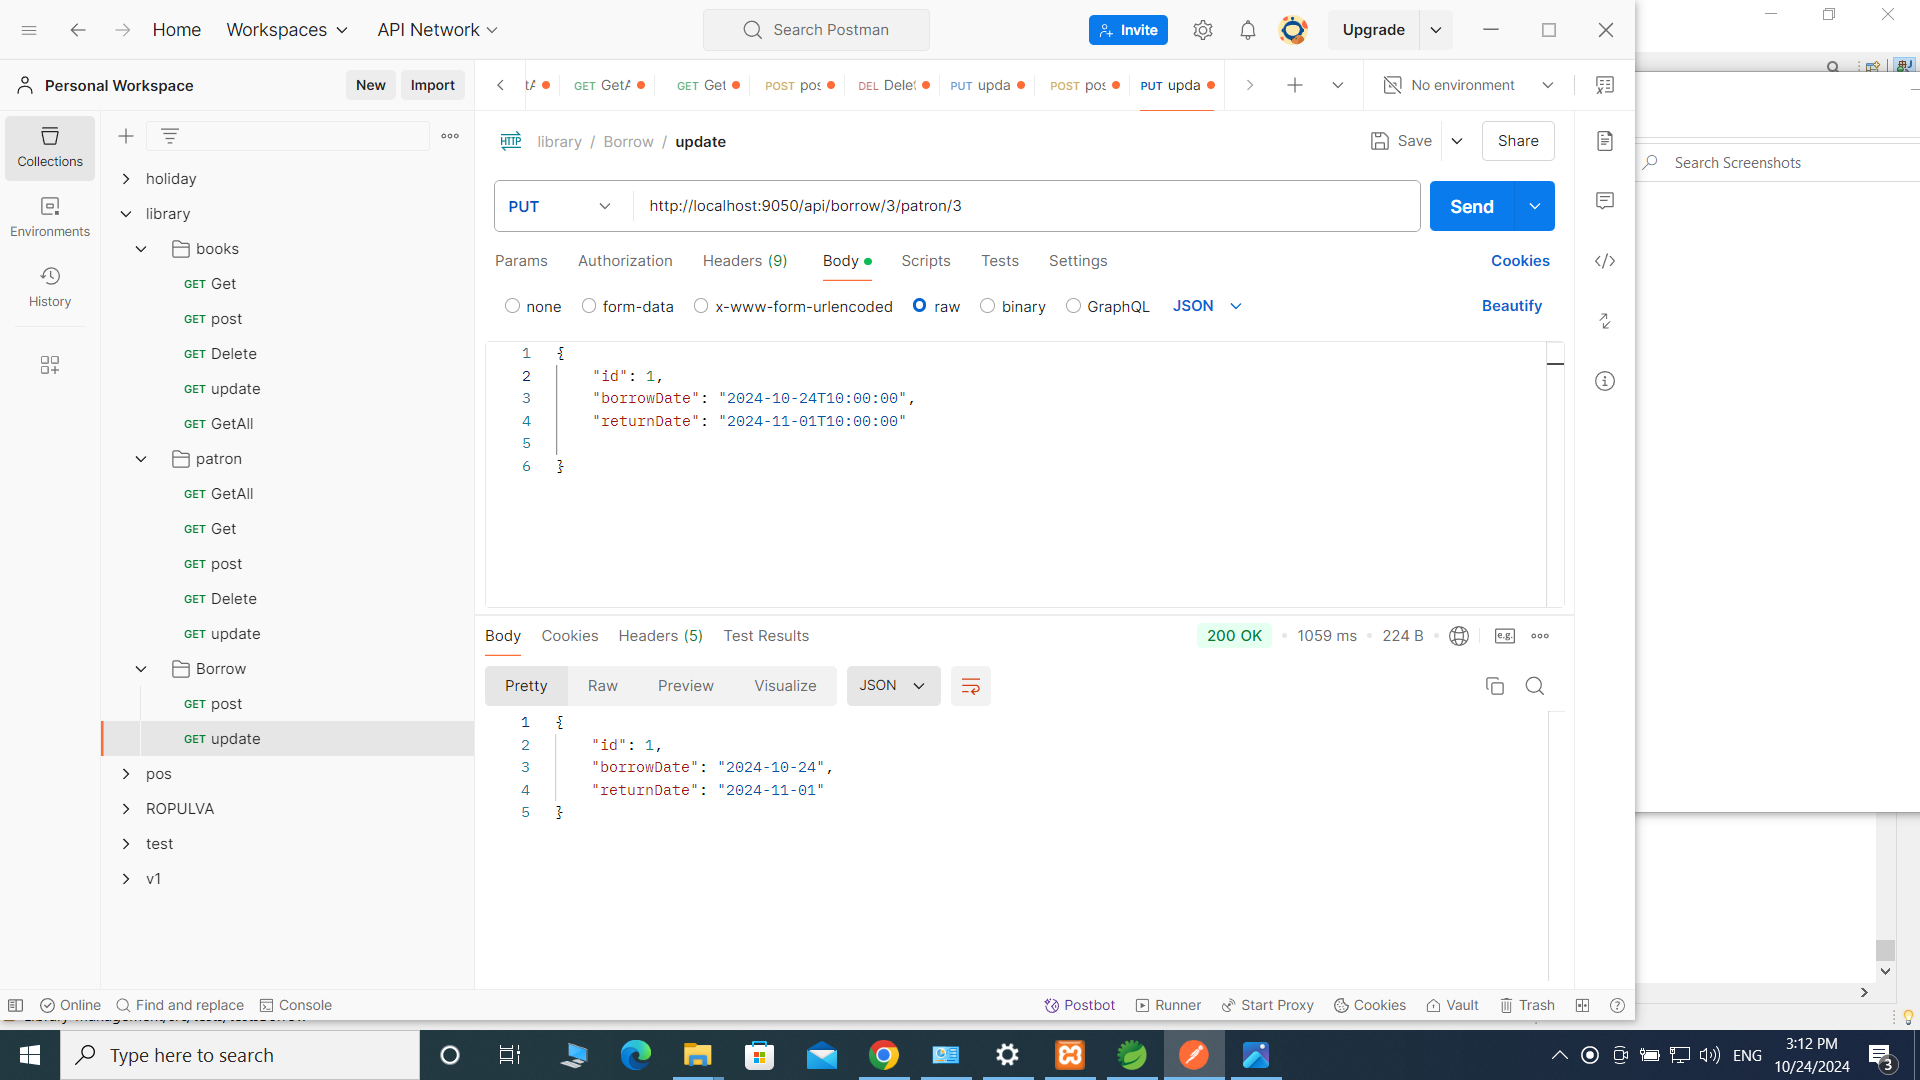 Home Workspaces API Network Search Postman Invite Upgrade
Personal Workspace New Import
GET GetA GET Get POST pos DEL Delet PUT upda POST pos PUT upda No environment
library / Borrow / update Save Share
Search Screenshots
PUT http://localhost:9050/api/borrow/3/patron/3 Send
Params Authorization Headers (9) Body Scripts Tests Settings Cookies
none form-data x-www-form-urlencoded raw binary GraphQL JSON Beautify
1 {
2 "id": 1,
3 "borrowDate": "2024-10-24T10:00:00",
4 "returnDate": "2024-11-01T10:00:00"
5
6 }
Collections
Environments
History
holiday
library
books
GET Get
GET post
GET Delete
GET update
GET GetAll
patron
GET GetAll
GET Get
GET post
GET Delete
GET update
Borrow
GET post
GET update
pos
ROPULVA
test
v1
Body Cookies Headers (5) Test Results 200 OK 1059 ms 224 B e.g.
Pretty Raw Preview Visualize JSON
1 {
2 "id": 1,
3 "borrowDate": "2024-10-24",
4 "returnDate": "2024-11-01"
5 }
Online Find and replace Console Postbot Runner Start Proxy Cookies Vault Trash
Type here to search
ENG
3:12 PM
10/24/2024
3